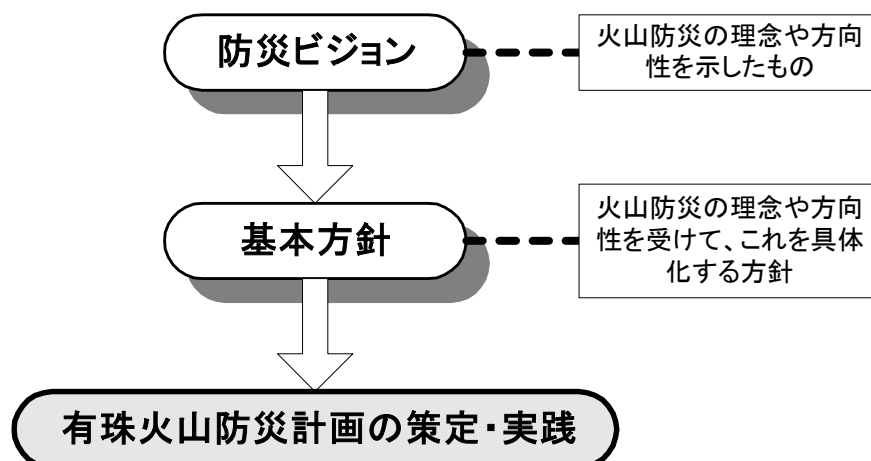 防災ビジョン
火山防災の理念や方向
性を示したもの
基本方針
火山防災の理念や方向
性を受けて、これを具体
化する方針
有珠火山防災計画の策定・実践